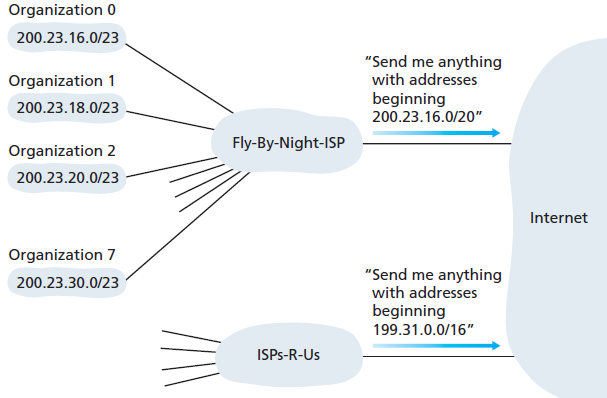 Organization 0
200.23.16.0/23
Organization 1
200.23.18.0/23
Organization 2
200.23.20.0/23
Organization 7
200.23.30.0/23
Fly-By-Night-ISP
“Send me anything
with addresses
beginning
200.23.16.0/20”
Internet
“Send me anything
with addresses
beginning
199.31.0.0/16”
ISPs-R-Us